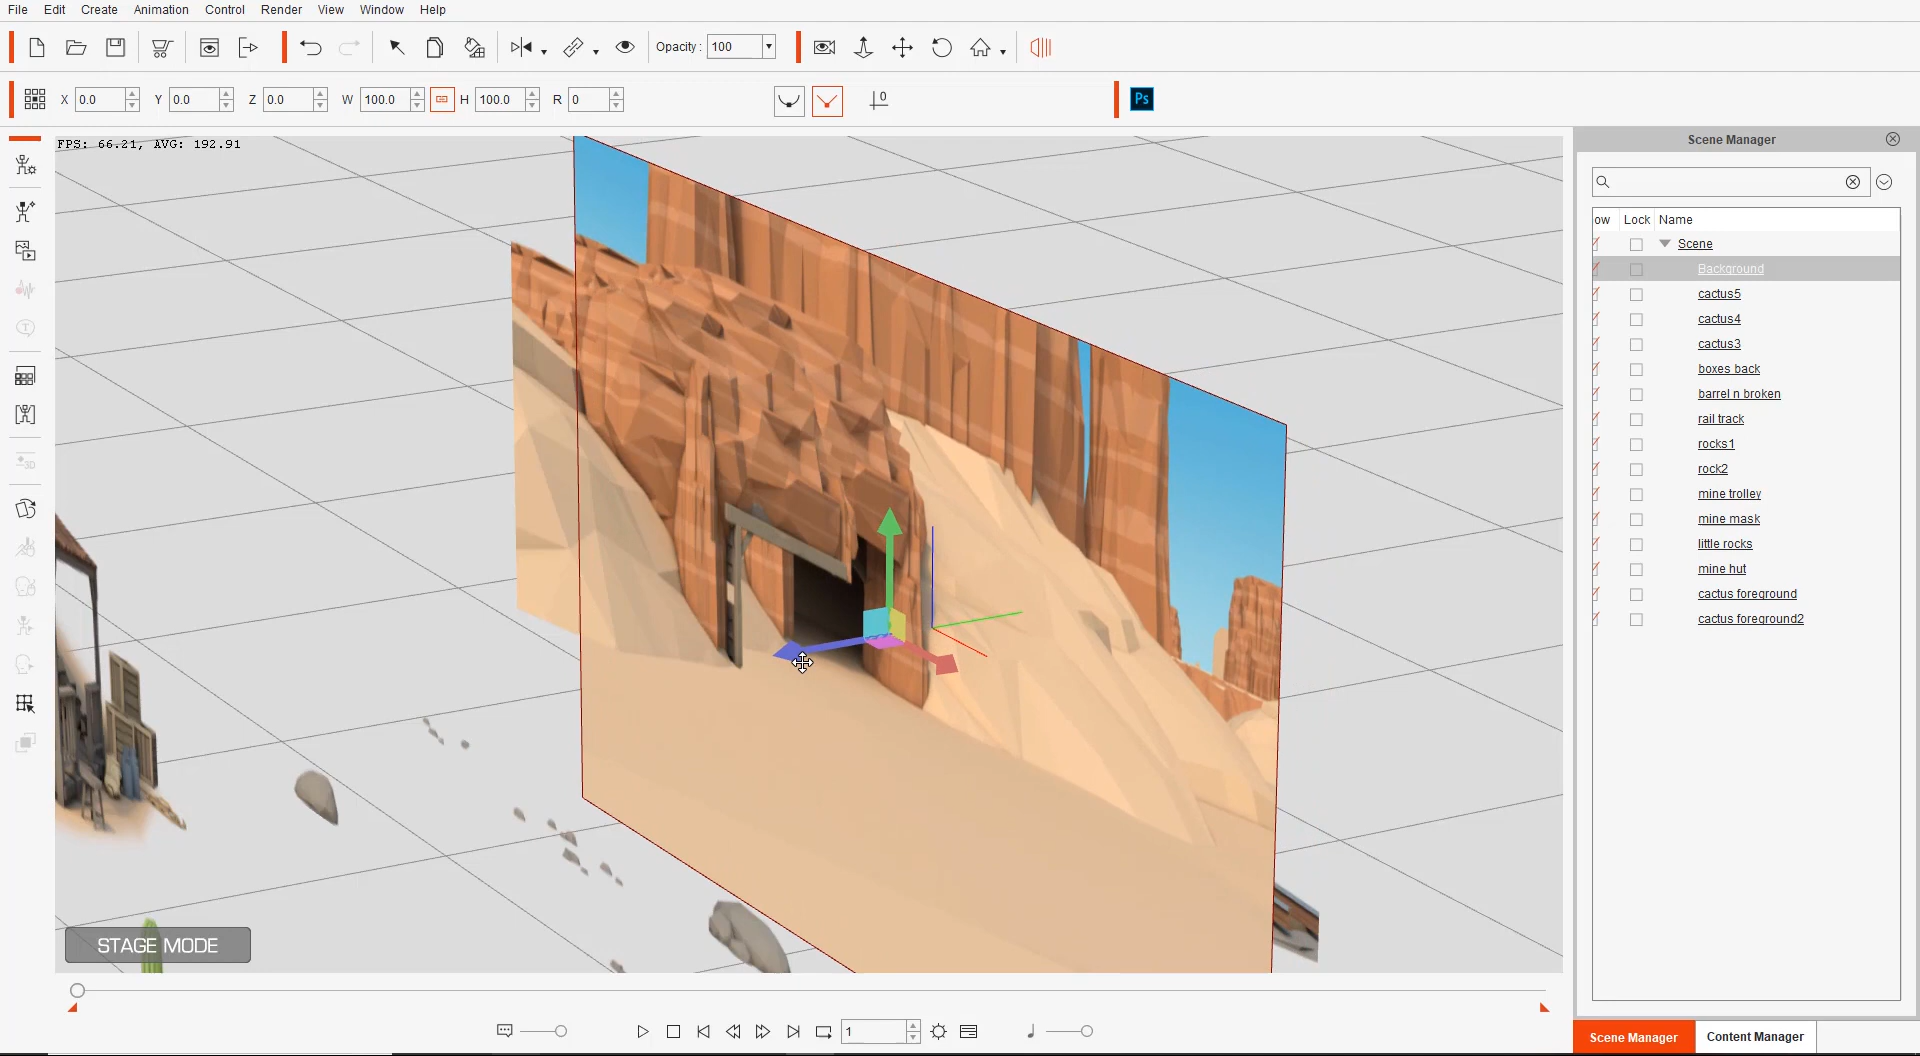 File Edit Create Animation Control Render View Window Help
Opacity : 100
X 0.0 Y 0.0 Z 0.0 W 100.0 H 100.0 R 0 0 Ps
FPS: 66.21, AVG: 192.91
Scene Manager
ow Lock Name
Scene
Background
cactus5
cactus4
cactus3
boxes back
barrel n broken
rail track
rocks1
rock2
mine trolley
mine mask
little rocks
mine hut
cactus foreground
cactus foreground2
3D
STAGE MODE
1
Scene Manager Content Manager